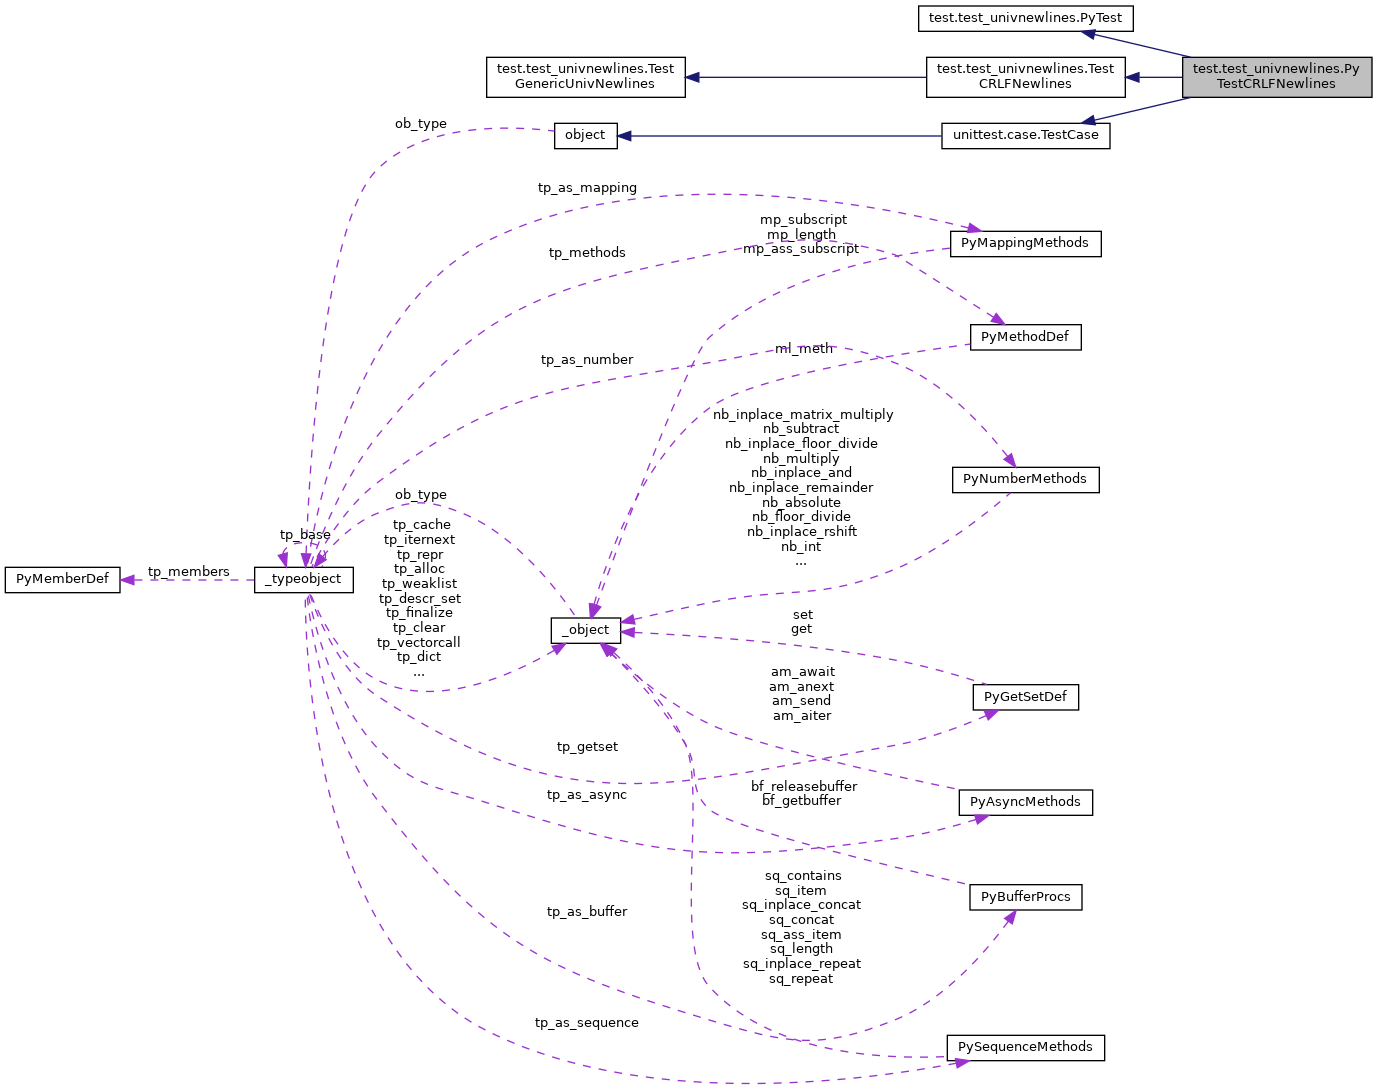 test.test_univnewlines.PyTest
test.test_univnewlines.Test
GenericUnivNewlines
test.test_univnewlines.Test
CRLFNewlines
test.test_univnewlines.Py
TestCRLFNewlines
ob_type
object
unittest.case.TestCase
tp_as_mapping
mp_subscript
mp_length
mp_ass_subscript
PyMappingMethods
tp_methods
PyMethodDef
ml_meth
tp_as_number
nb_inplace_matrix_multiply
nb_subtract
nb_inplace_floor_divide
nb_multiply
nb_inplace_and
nb_inplace_remainder
nb_absolute
nb_floor_divide
nb_inplace_rshift
nb_int
...
PyNumberMethods
ob_type
tp_base
tp_cache
tp_iternext
tp_repr
tp_alloc
tp_weaklist
tp_descr_set
tp_finalize
tp_clear
tp_vectorcall
tp_dict
...
PyMemberDef
tp_members
_typeobject
_object
set
get
PyGetSetDef
am_await
am_anext
am_send
am_aiter
tp_getset
tp_as_async
bf_releasebuffer
bf_getbuffer
PyAsyncMethods
PyBufferProcs
tp_as_buffer
sq_contains
sq_item
sq_inplace_concat
sq_concat
sq_ass_item
sq_length
sq_inplace_repeat
sq_repeat
tp_as_sequence
PySequenceMethods